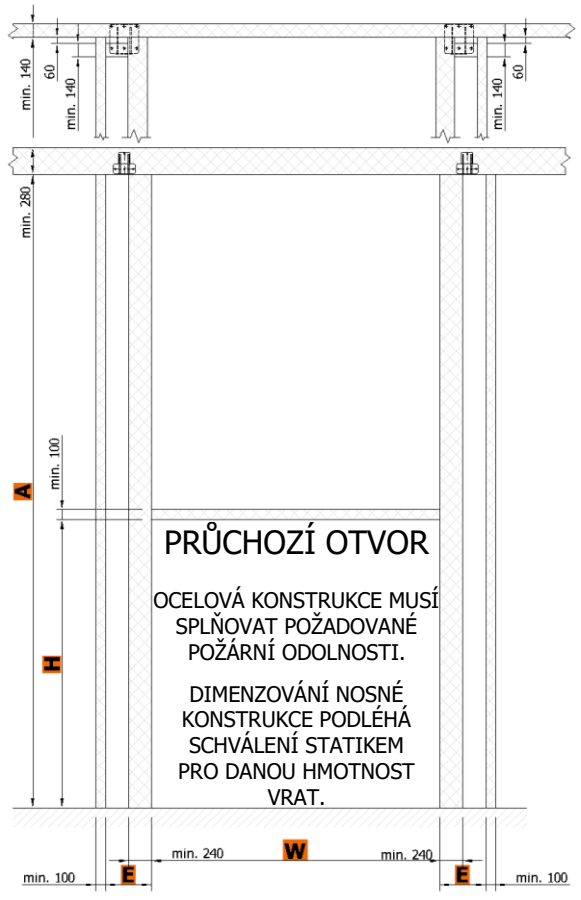 min. 140
60
min. 140
min. 140
60
min. 280
A
min. 100
PRŮCHOZÍ OTVOR
OCELOVÁ KONSTRUKCE MUSÍ
SPLŇOVAT POŽADOVANÉ
POŽÁRNÍ ODOLNOSTI.
H
DIMENZOVÁNÍ NOSNÉ
KONSTRUKCE PODLÉHÁ
SCHVÁLENÍ STATIKEM
PRO DANOU HMOTNOST
VRAT.
min. 240
W
min. 240
min. 100
E
E
min. 100